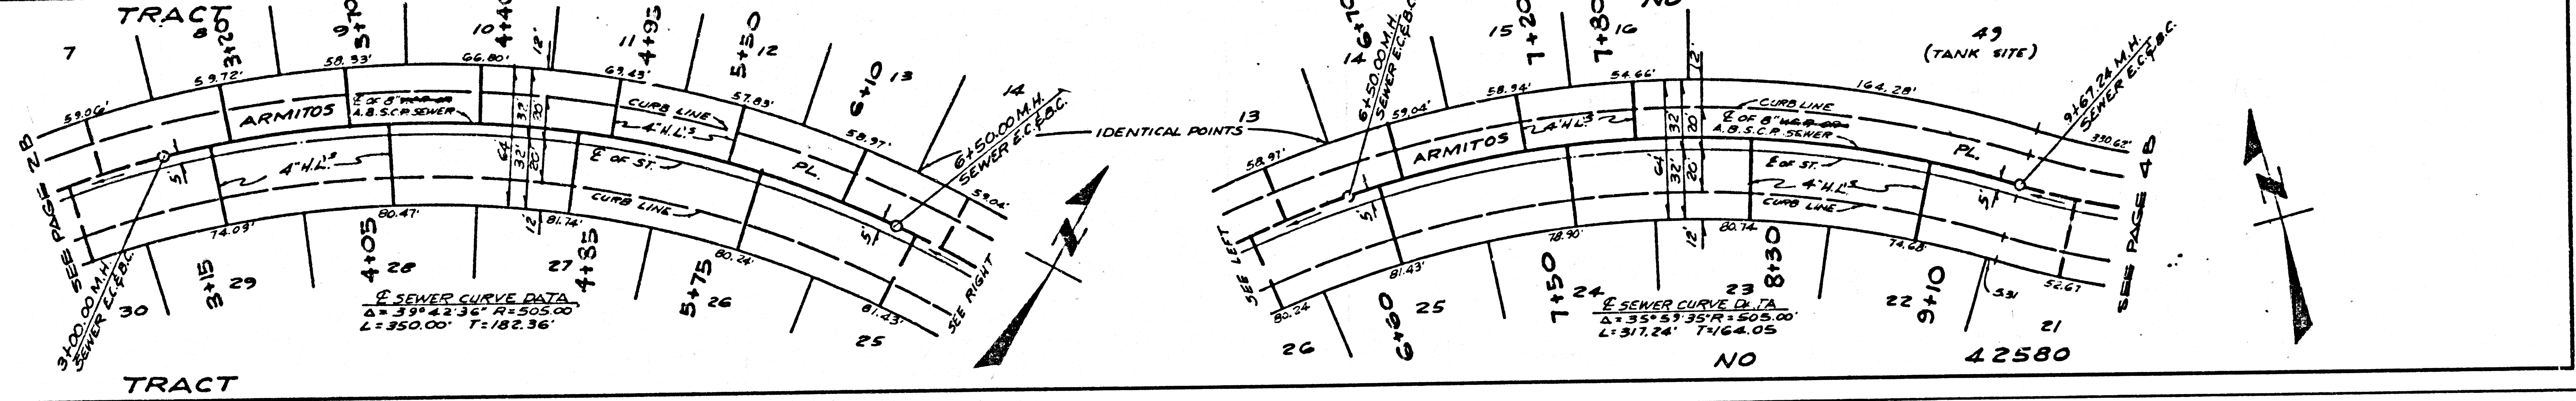 TRACT
7
8
3+20
9
3+70
10
4+40
12'
11
4+95
12
5+50
6+10
13
14
59.06'
59.72'
58.93'
66.80'
69.43'
57.83'
58.97'
59.04'
ARMITOS
℄ OF 8"
A.B.S.C.P. SEWER
32'
20'
64'
32'
20'
CURB LINE
4" H.L.'s
PL.
6+50.00 M.H.
SEWER E.C.& B.C.
SEE PAGE 2B
5'
4" H.L.'s
℄ OF ST.
CURB LINE
5'
SEE RIGHT
74.09'
80.47'
12'
81.74'
80.24'
81.43'
3+00.00 M.H.
SEWER E.C.& B.C.
30
3+15
29
4+05
28
27
4+85
5+75
26
25
℄ SEWER CURVE DATA
Δ = 39°42'36" R=505.00'
L=350.00' T=182.36'
N
TRACT
IDENTICAL POINTS
13
14
6+70
6+50.00 M.H.
SEWER E.C.& B.C.
15
7+20
7+80
16
NO
12'
49
(TANK SITE)
9+67.24 M.H.
SEWER E.C.& B.C.
58.97'
59.04'
58.94'
54.66'
164.28'
330.62'
ARMITOS
4" H.L.'s
32'
20'
64'
32'
20'
CURB LINE
℄ OF 8"
A.B.S.C.P. SEWER
PL.
℄ OF ST.
4" H.L.'s
CURB LINE
5'
5'
SEE LEFT
SEE PAGE 4B
80.24
81.43'
78.90'
12'
80.74
74.68'
5.31
52.67
26
6+60
25
7+50
24
23
8+30
22
9+10
21
℄ SEWER CURVE DATA
Δ = 35°59'35" R=505.00'
L=317.24' T=164.05
NO
42580
N